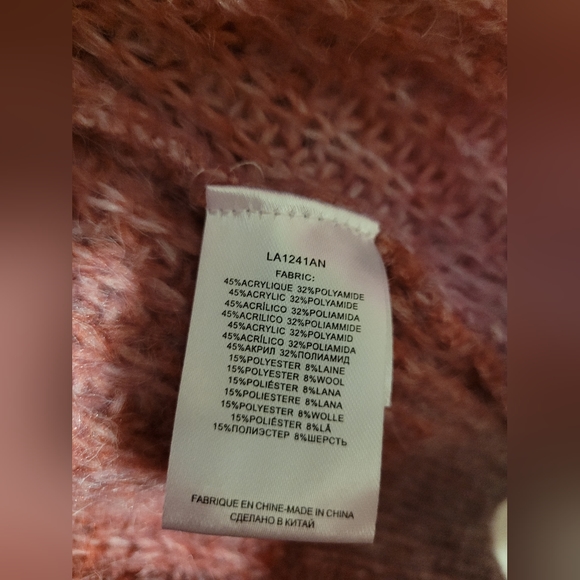 LA1241AN
FABRIC:
45%ACRYLIQUE 32%POLYAMIDE
45%ACRYLIC 32%POLYAMIDE
45%ACRÍLICO 32%POLIAMIDA
45%ACRILICO 32%POLIAMMIDE
45%ACRYLIC 32%POLYAMID
45%ACRÍLICO 32%POLIAMIDA
45%АКРИЛ 32%ПОЛИАМИД
15%POLYESTER 8%LAINE
15%POLYESTER 8%WOOL
15%POLIÉSTER 8%LANA
15%POLIESTERE 8%LANA
15%POLYESTER 8%WOLLE
15%POLIÉSTER 8%LÃ
15%ПОЛИЭСТЕР 8%ШЕРСТЬ
FABRIQUE EN CHINE-MADE IN CHINA
СДЕЛАНО В КИТАЙ